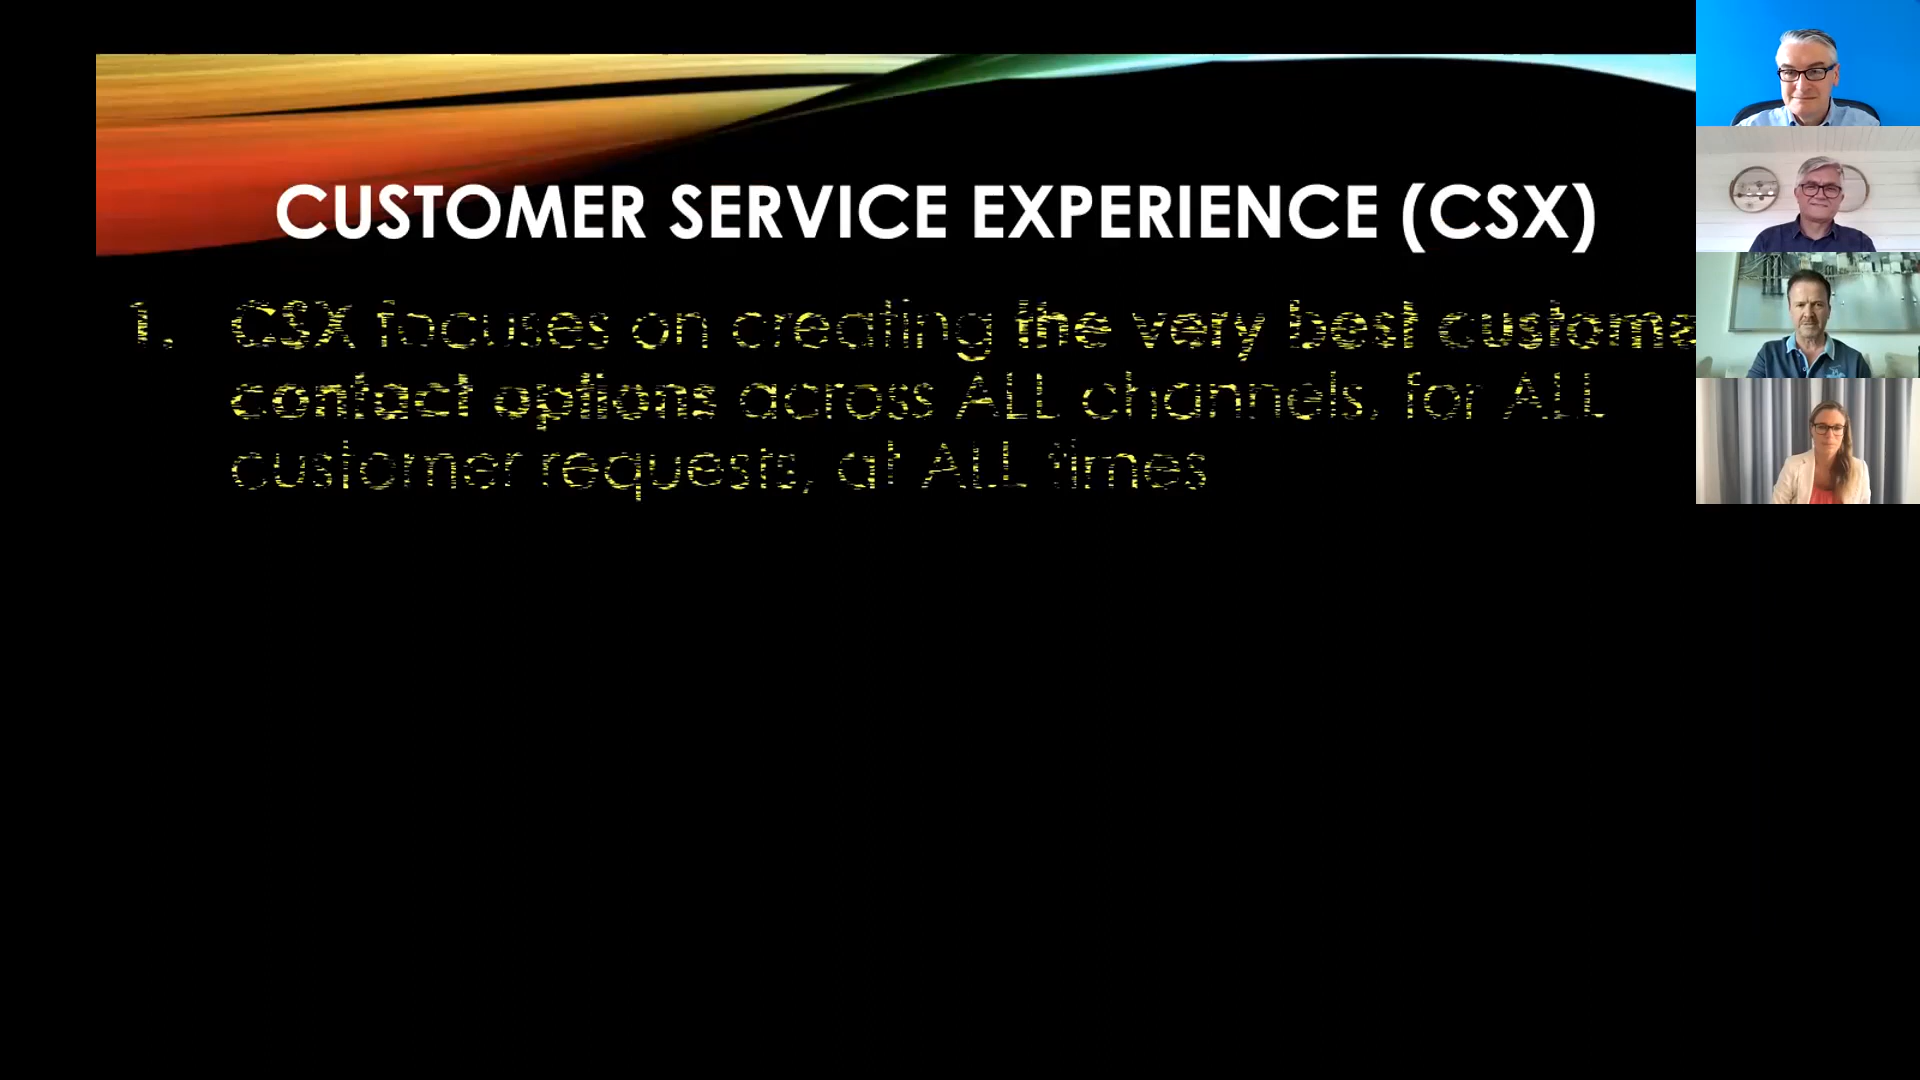 CUSTOMER SERVICE EXPERIENCE (CSX)
1. CSX focuses on creating the very best custome
contact options across ALL channels, for ALL
customer requests, at ALL times